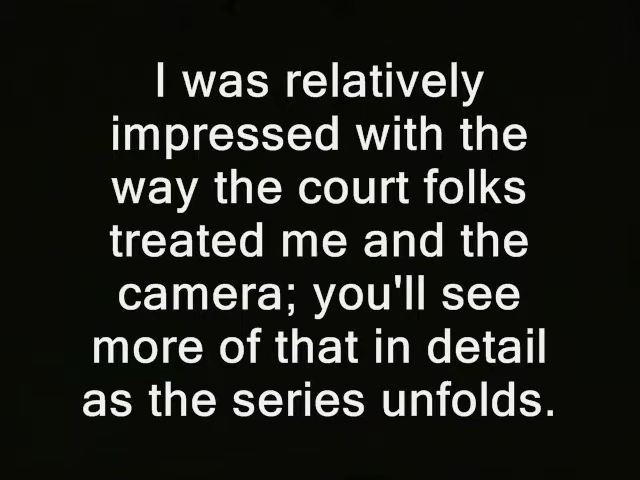 I was relatively
impressed with the
way the court folks
treated me and the
camera; you'll see
more of that in detail
as the series unfolds.